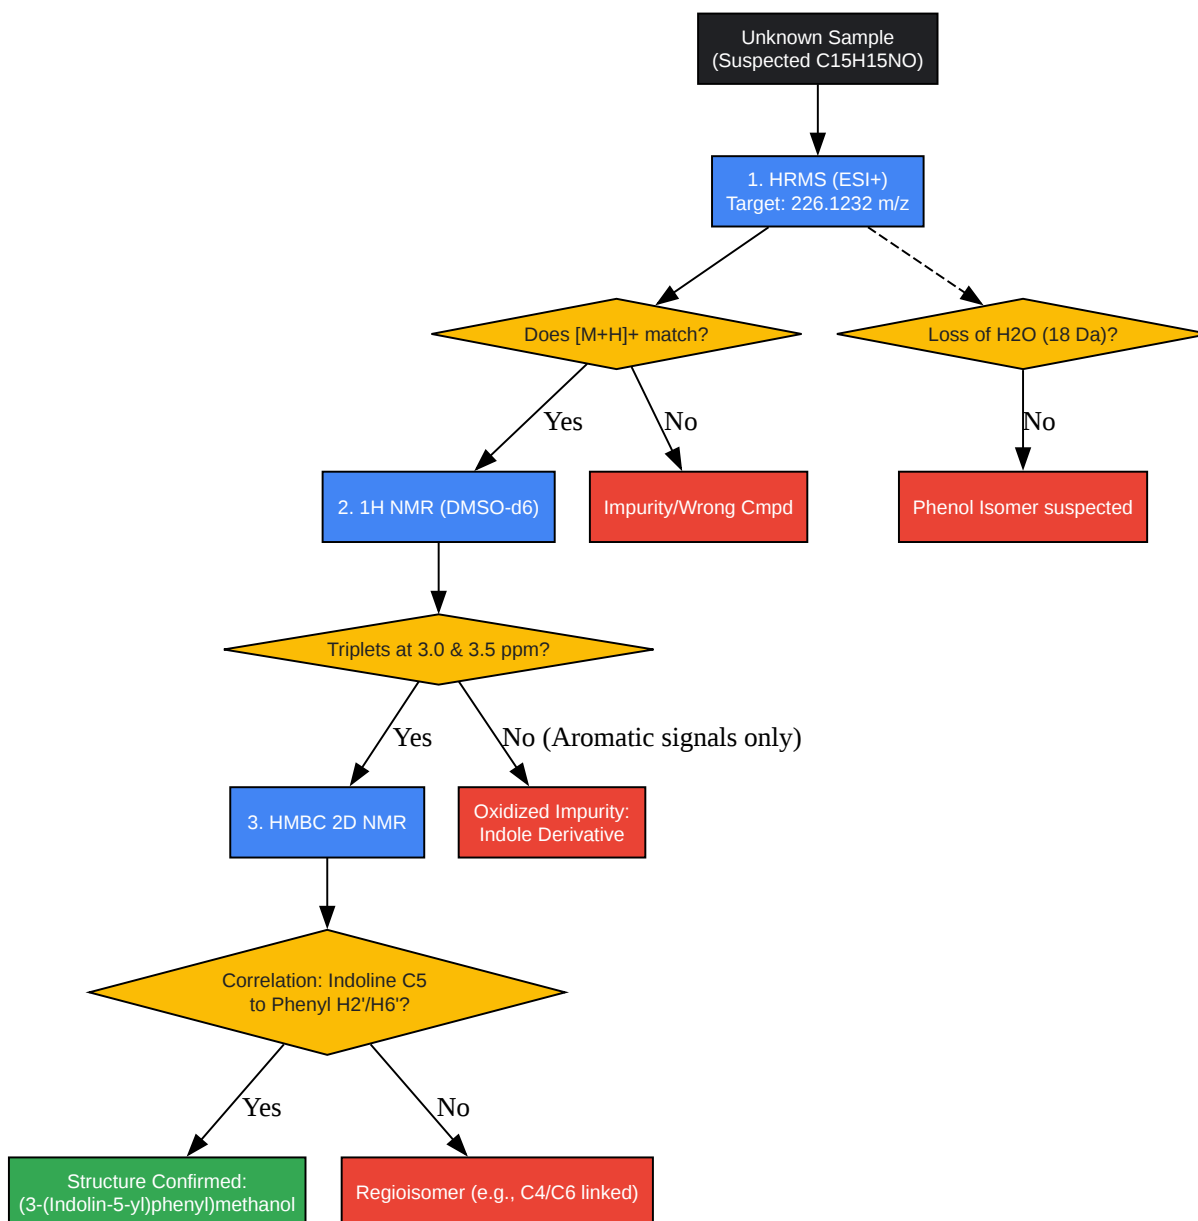 Unknown Sample
(Suspected C15H15NO)
1. HRMS (ESI+)
Target: 226.1232 m/z
Does [M+H]+ match?
Loss of H2O (18 Da)?
Yes
No
No
2. 1H NMR (DMSO-d6)
Impurity/Wrong Cmpd
Phenol Isomer suspected
Triplets at 3.0 & 3.5 ppm?
Yes
No (Aromatic signals only)
3. HMBC 2D NMR
Oxidized Impurity:
Indole Derivative
Correlation: Indoline C5
to Phenyl H2'/H6'?
Yes
No
Structure Confirmed:
(3-(Indolin-5-yl)phenyl)methanol
Regioisomer (e.g., C4/C6 linked)